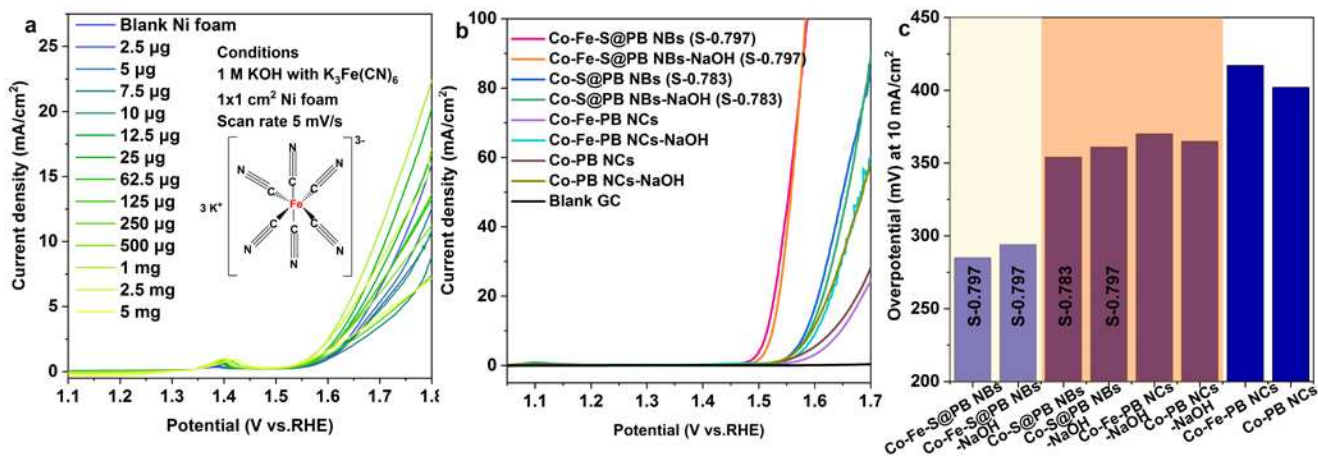 a
Current density (mA/cm²)
25
20
15
10
5
0
Blank Ni foam
2.5 µg
5 µg
7.5 µg
10 µg
12.5 µg
25 µg
62.5 µg
125 µg
250 µg
500 µg
1 mg
2.5 mg
5 mg
Conditions
1 M KOH with K₃Fe(CN)₆
1x1 cm² Ni foam
Scan rate 5 mV/s
3-
3 K⁺
N
N
N
C
C
C
Fe
C
C
C
N
N
N
1.1 1.2 1.3 1.4 1.5 1.6 1.7 1.8
Potential (V vs.RHE)
b
Current density (mA/cm²)
100
80
60
40
20
0
Co-Fe-S@PB NBs (S-0.797)
Co-Fe-S@PB NBs-NaOH (S-0.797)
Co-S@PB NBs (S-0.783)
Co-S@PB NBs-NaOH (S-0.783)
Co-Fe-PB NCs
Co-Fe-PB NCs-NaOH
Co-PB NCs
Co-PB NCs-NaOH
Blank GC
1.1 1.2 1.3 1.4 1.5 1.6 1.7
Potential (V vs.RHE)
c
Overpotential (mV) at 10 mA/cm²
450
400
350
300
250
200
S-0.797
S-0.797
S-0.783
S-0.797
Co-Fe-S@PB NBs
Co-Fe-S@PB NBs
-NaOH
Co-S@PB NBs
Co-S@PB NBs
-NaOH
Co-Fe-PB NCs
-NaOH
Co-PB NCs
-NaOH
Co-Fe-PB NCs
Co-PB NCs